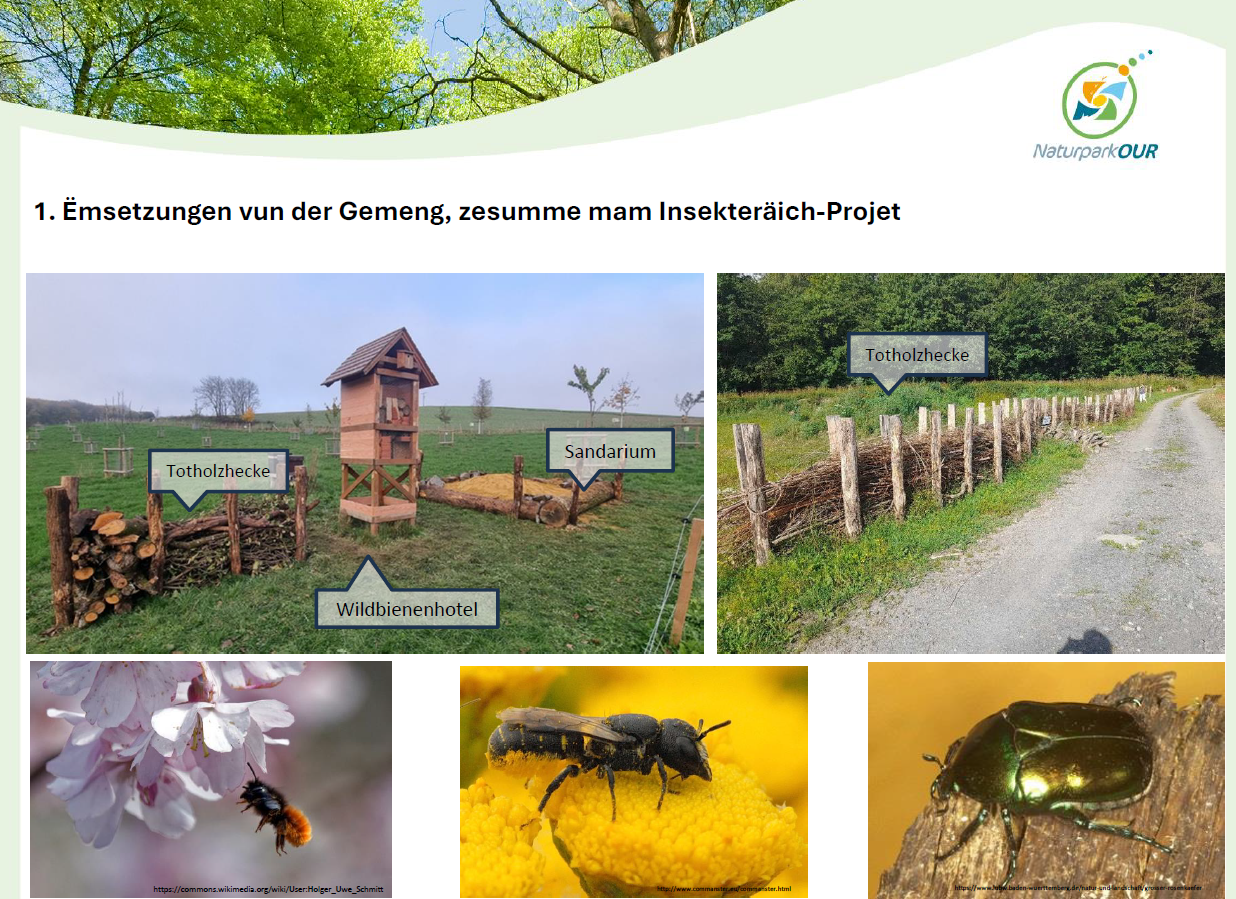 NaturparkOUR
1. Ëmsetzungen vun der Gemeng, zesumme mam Insekteräich-Projet
Totholzhecke
Sandarium
Wildbienenhotel
Totholzhecke
https://commons.wikimedia.org/wiki/User:Holger_Uwe_Schmitt